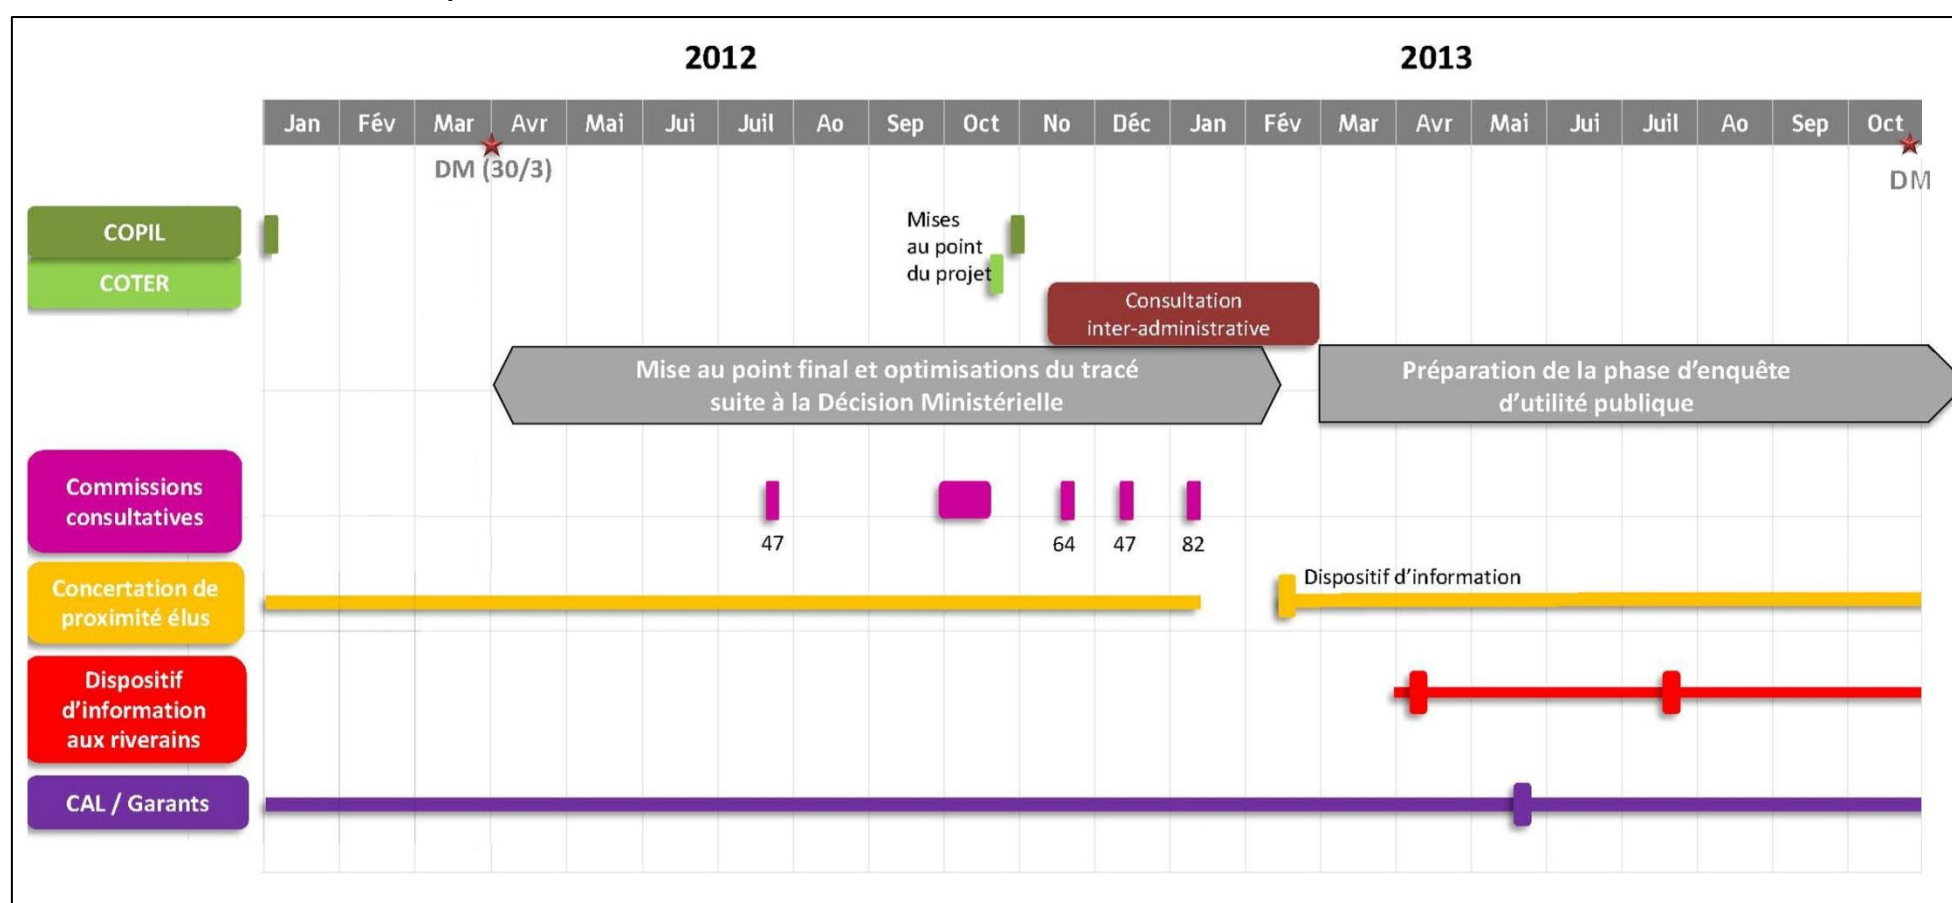 2012 2013
Jan Fév Mar Avr Mai Jui Juil Ao Sep Oct No Déc Jan Fév Mar Avr Mai Jui Juil Ao Sep Oct
DM (30/3)
DM
COPIL
COTER
Mises
au point
du projet
Consultation
inter-administrative
Mise au point final et optimisations du tracé
suite à la Décision Ministérielle
Préparation de la phase d'enquête
d'utilité publique
Commissions
consultatives
47 64 47 82
Concertation de
proximité élus
Dispositif d'information
Dispositif
d'information
aux riverains
CAL / Garants